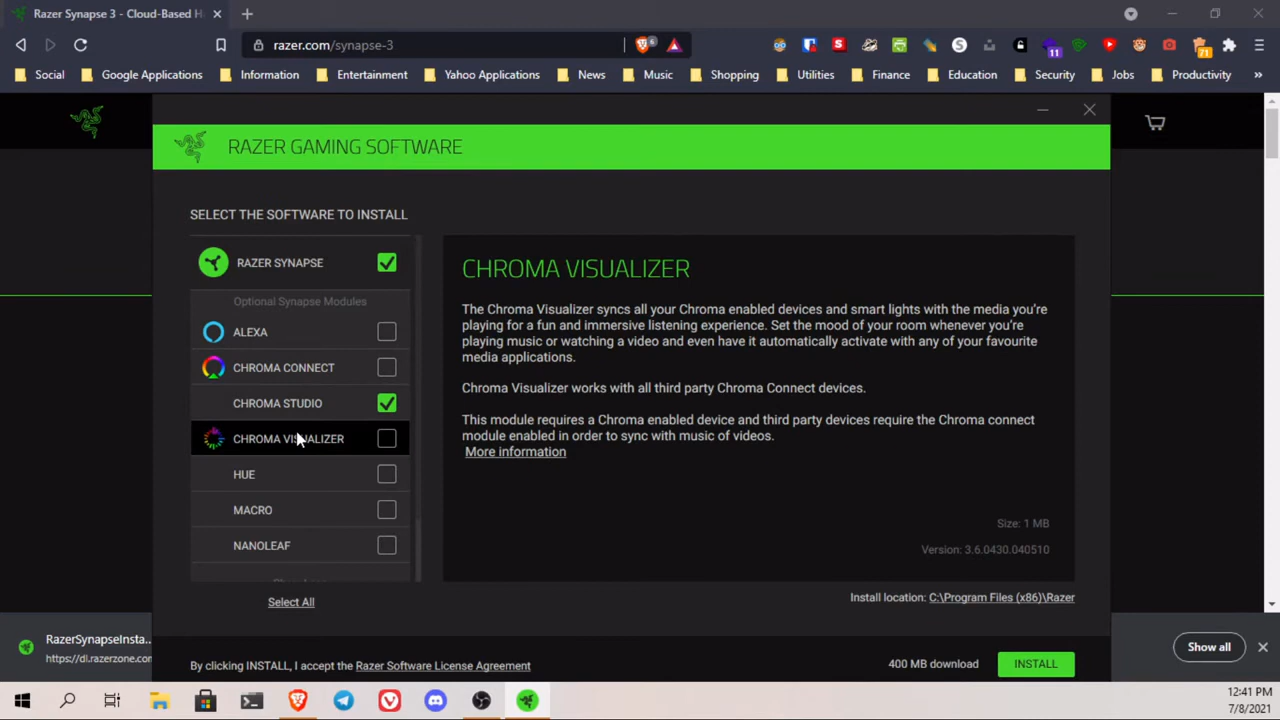 Razer Synapse 3 - Cloud-Based H
razer.com/synapse-3
6
11
71
Social
Google Applications
Information
Entertainment
Yahoo Applications
News
Music
Shopping
Utilities
Finance
Education
Security
Jobs
Productivity
»
RAZER GAMING SOFTWARE
SELECT THE SOFTWARE TO INSTALL
RAZER SYNAPSE
Optional Synapse Modules
ALEXA
CHROMA CONNECT
CHROMA STUDIO
CHROMA VISUALIZER
HUE
MACRO
NANOLEAF
Select All
CHROMA VISUALIZER
The Chroma Visualizer syncs all your Chroma enabled devices and smart lights with the media you're
playing for a fun and immersive listening experience. Set the mood of your room whenever you're
playing music or watching a video and even have it automatically activate with any of your favourite
media applications.
Chroma Visualizer works with all third party Chroma Connect devices.
This module requires a Chroma enabled device and third party devices require the Chroma connect
module enabled in order to sync with music of videos.
More information
Size: 1 MB
Version: 3.6.0430.040510
Install location: C:\Program Files (x86)\Razer
By clicking INSTALL, I accept the Razer Software License Agreement
400 MB download
INSTALL
RazerSynapseInsta...
https://dl.razerzone.com
Show all
12:41 PM
7/8/2021